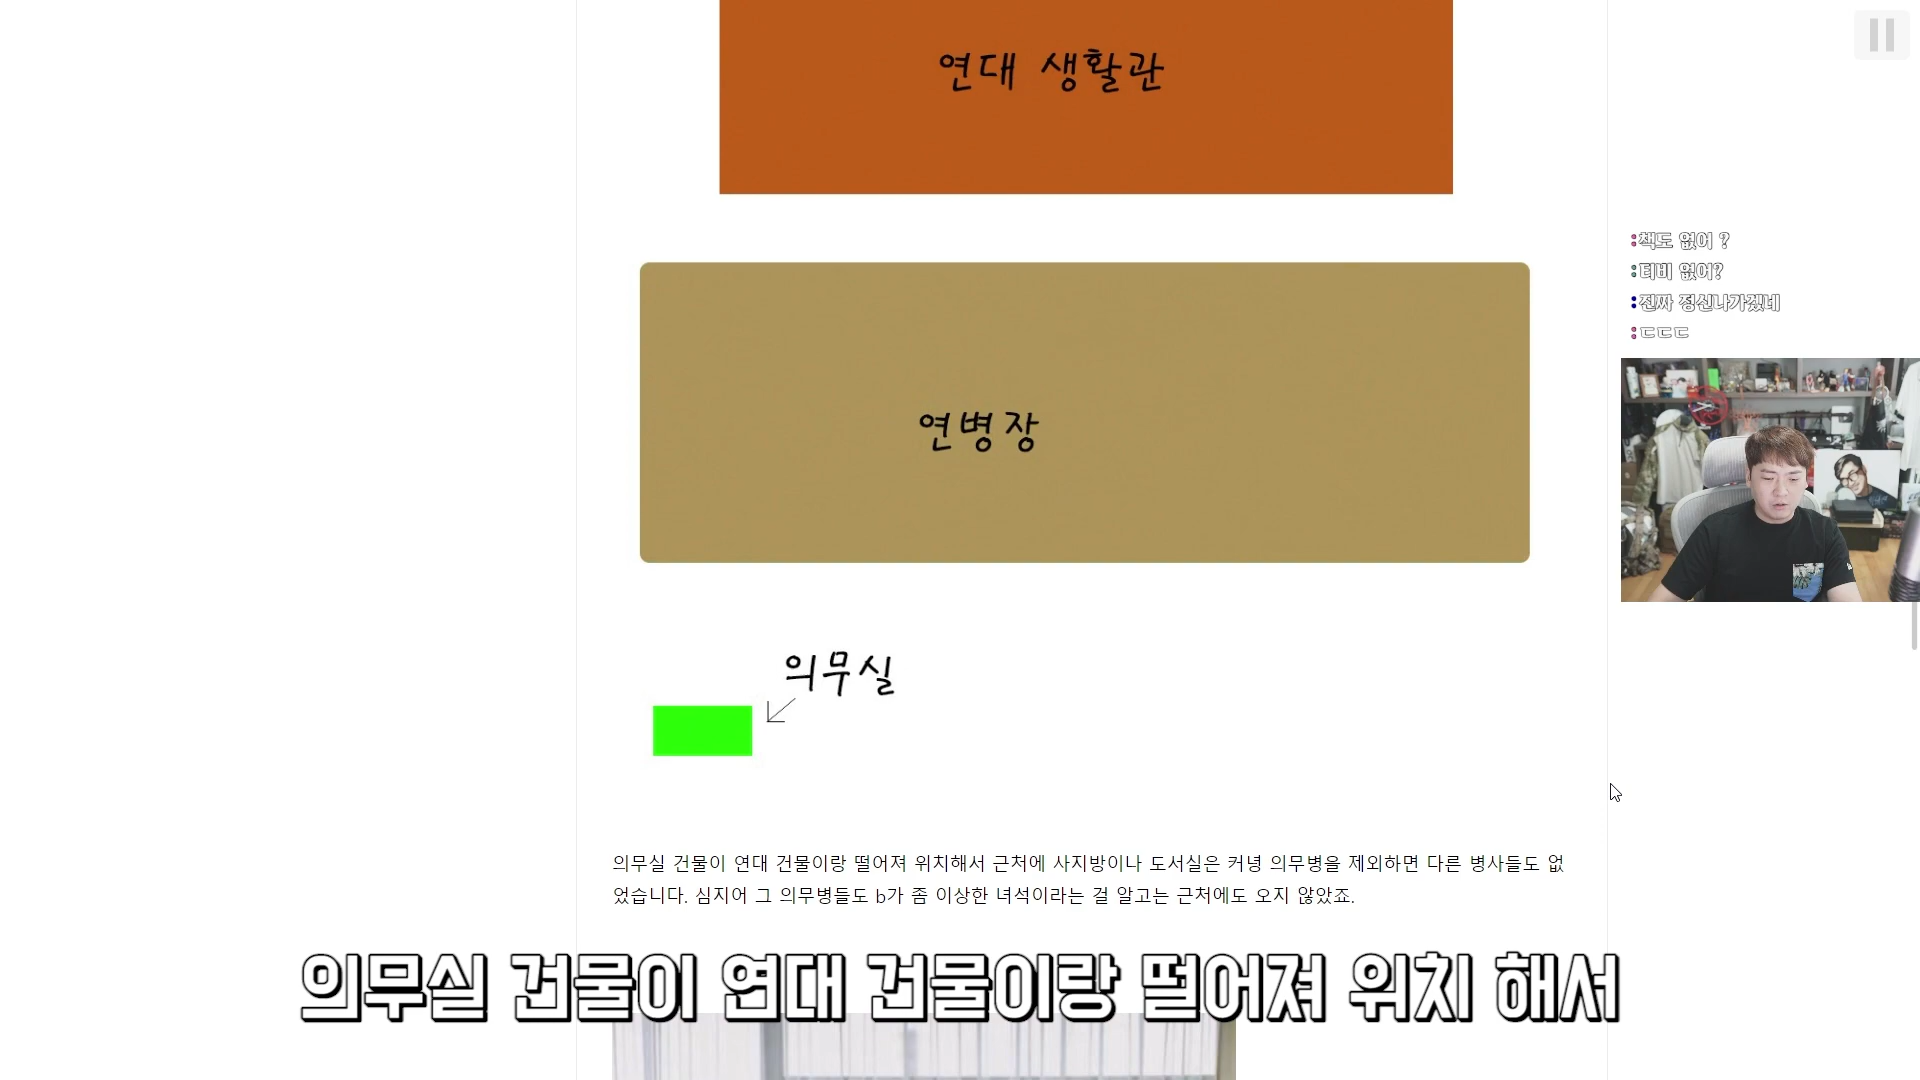 연대 생활관
:책도 없어 ?
:티비 없어?
:진짜 정신나가겠네
:ㄷㄷㄷ
연병장
의무실
의무실 건물이 연대 건물이랑 떨어져 위치해서 근처에 사지방이나 도서실은 커녕 의무병을 제외하면 다른 병사들도 없
었습니다. 심지어 그 의무병들도 b가 좀 이상한 녀석이라는 걸 알고는 근처에도 오지 않았죠.
의무실 건물이 연대 건물이랑 떨어져 위치 해서